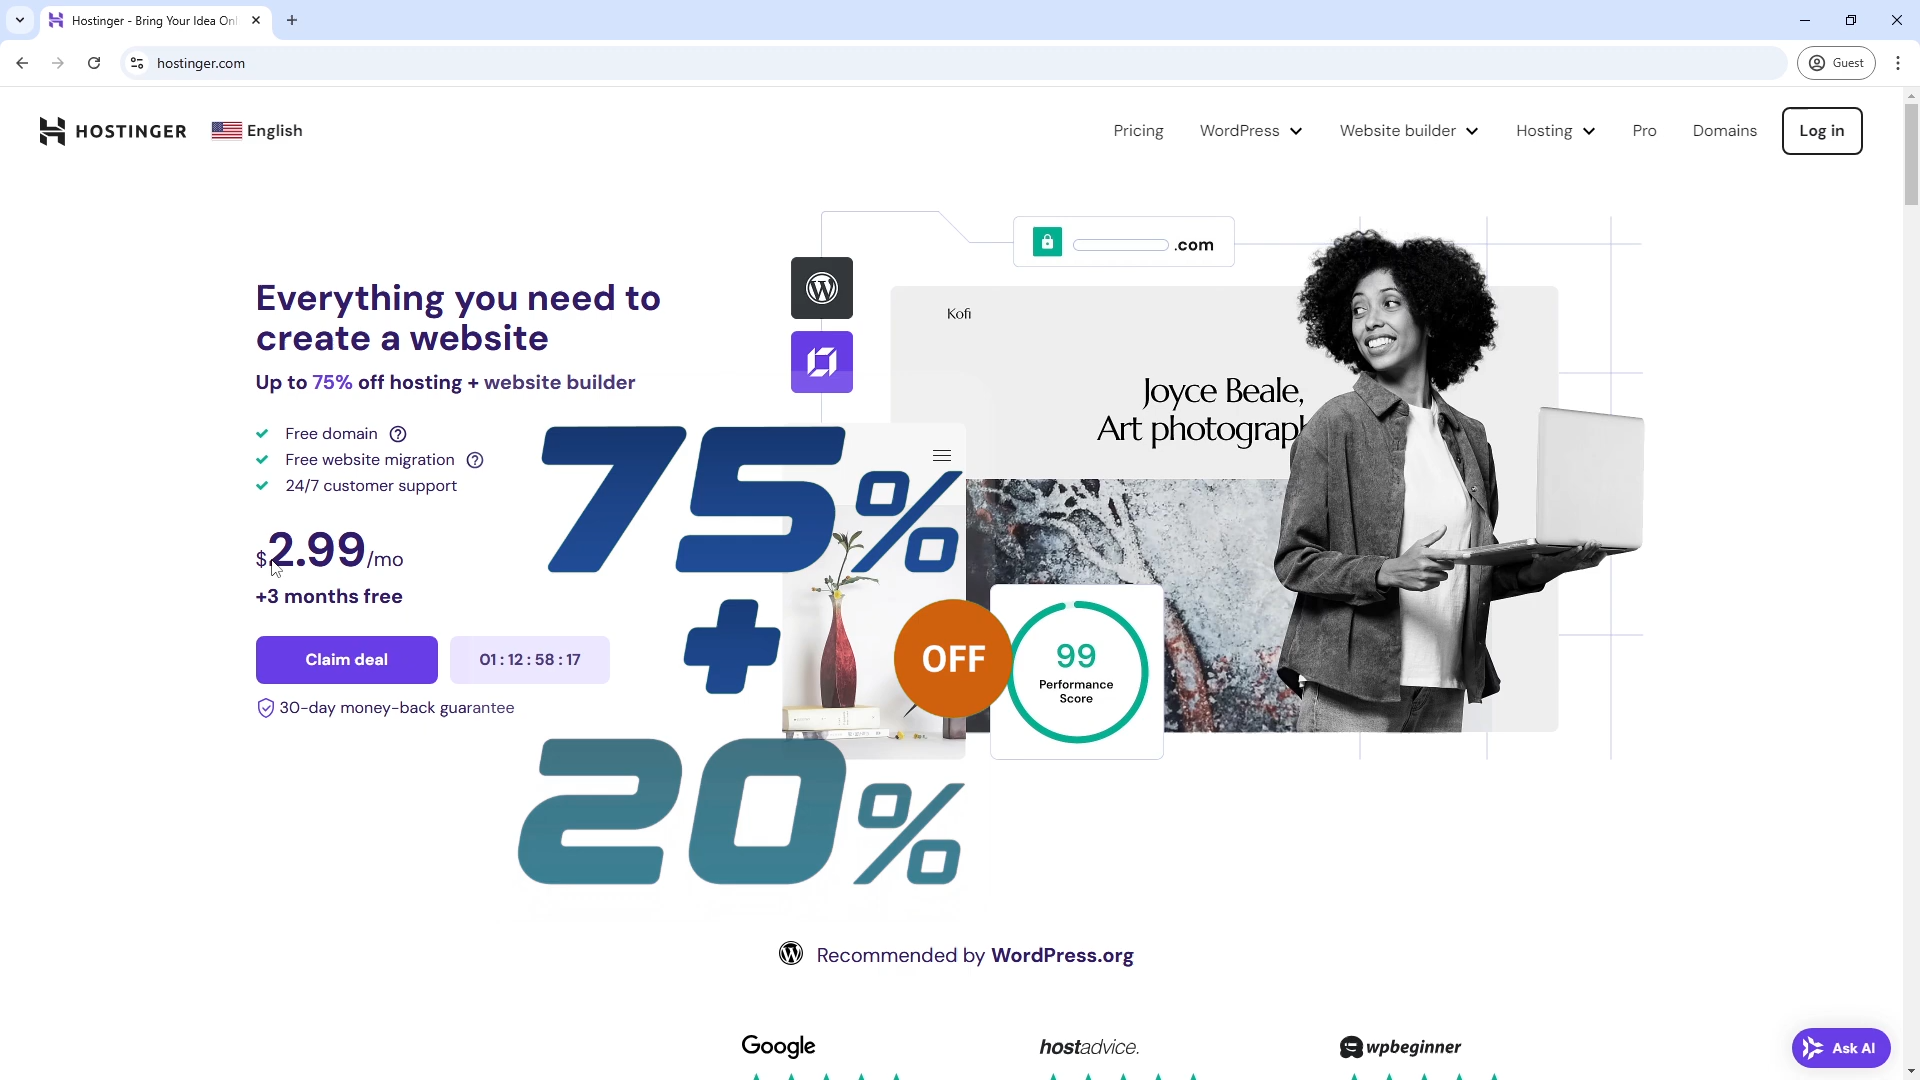 Hostinger - Bring Your Idea Onl
hostinger.com
Guest
HOSTINGER
English
Pricing
WordPress
Website builder
Hosting
Pro
Domains
Log in
.com
Kofi
Joyce Beale,
Art photograph
Everything you need to
create a website
Up to 75% off hosting + website builder
Free domain
Free website migration
24/7 customer support
$2.99/mo
+3 months free
Claim deal
01 : 12 : 58 : 17
30-day money-back guarantee
75%
+
OFF
20%
99
Performance
Score
Recommended by WordPress.org
Google
hostadvice.
wpbeginner
Ask AI